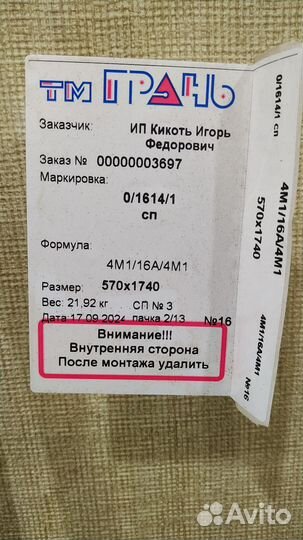 тм ГРАНЬ
Заказчик: ИП Кикоть Игорь
Федорович
Заказ № 00000003697
Маркировка:
0/1614/1
сп
Формула:
4М1/16А/4М1
Размер: 570х1740
Вес: 21,92 кг СП № 3
Дата:17.09.2024 пачка 2/13 №16
Внимание!!!
Внутренняя сторона
После монтажа удалить
0/1614/1 сп
4М1/16А/4М1
570х1740
4М1/16А/4М1 №16
Avito